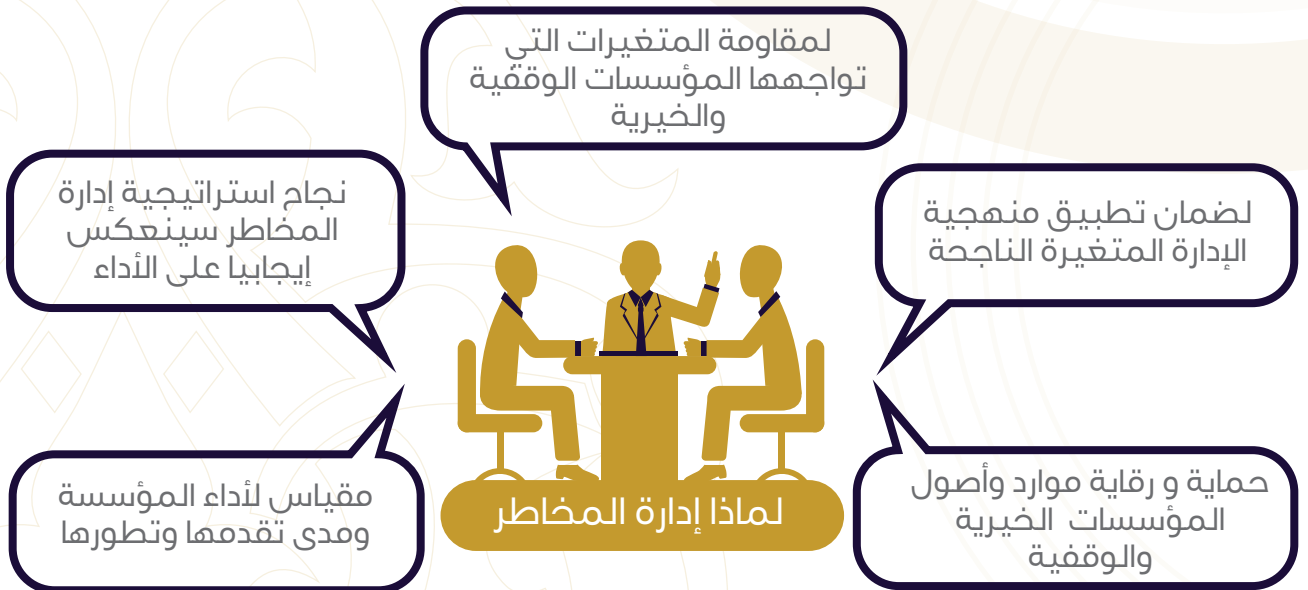 لمقاومة المتغيرات التي
تواجهها المؤسسات الوقفية
والخيرية
لضمان تطبيق منهجية
الإدارة المتغيرة الناجحة
نجاح استراتيجية إدارة
المخاطر سينعكس
إيجابيا على الأداء
حماية و رقاية موارد وأصول
المؤسسات الخيرية
والوقفية
مقياس لأداء المؤسسة
ومدى تقدمها وتطورها
لماذا إدارة المخاطر